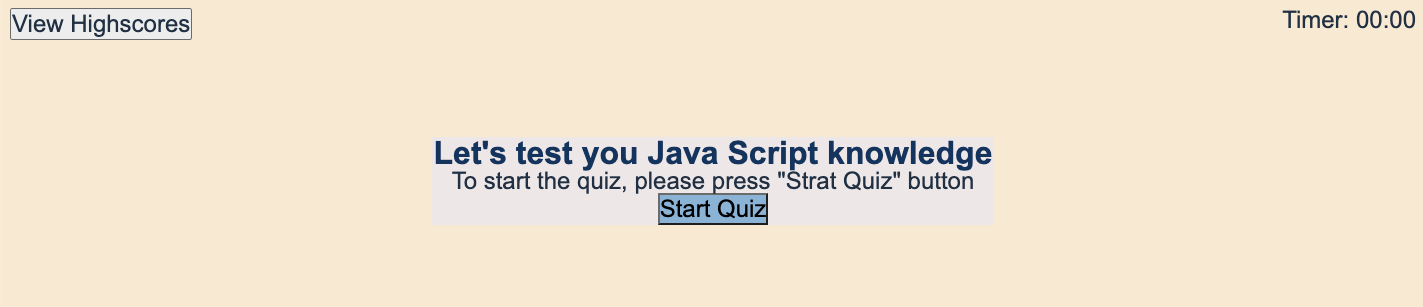 View Highscores
Timer: 00:00
Let's test you Java Script knowledge
To start the quiz, please press "Strat Quiz" button
Start Quiz